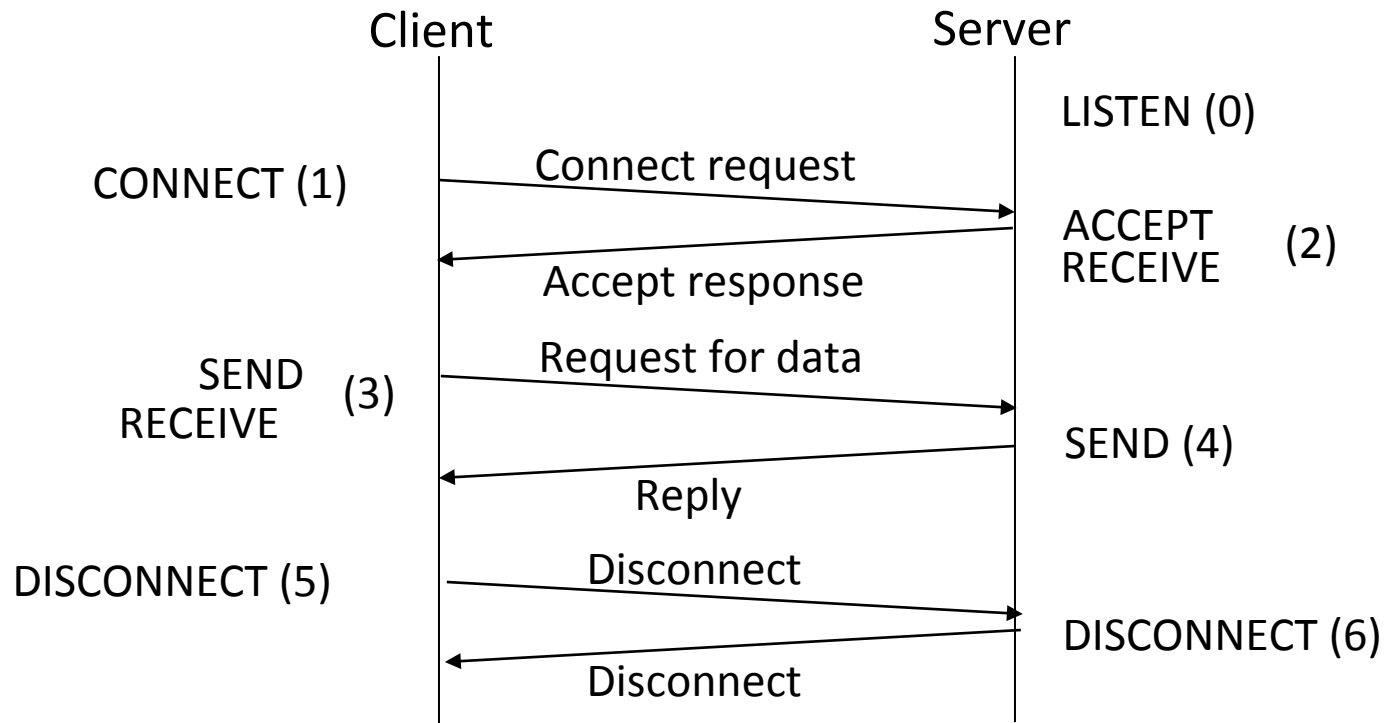 Client
Server
LISTEN (0)
Connect request
CONNECT (1)
ACCEPT
RECEIVE
(2)
Accept response
Request for data
SEND
RECEIVE
(3)
SEND (4)
Reply
Disconnect
DISCONNECT (5)
DISCONNECT (6)
Disconnect